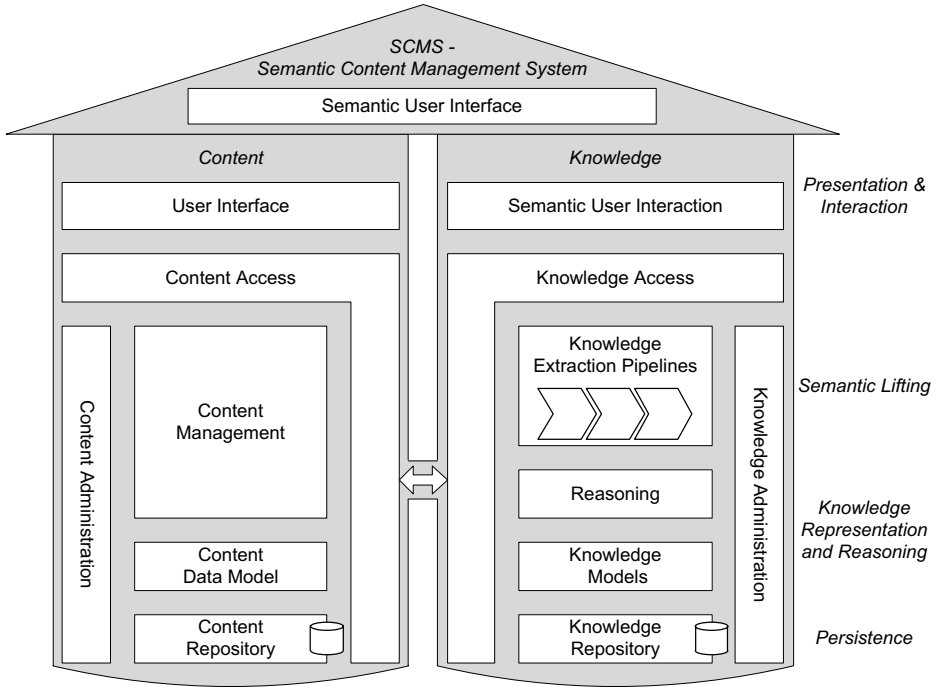 SCMS -
Semantic Content Management System
Semantic User Interface
Content
User Interface
Content Access
Content Administration
Content
Management
Content
Data Model
Content
Repository
Knowledge
Semantic User Interaction
Knowledge Access
Knowledge
Extraction Pipelines
Reasoning
Knowledge
Models
Knowledge
Repository
Knowledge Administration
Presentation &
Interaction
Semantic Lifting
Knowledge
Representation
and Reasoning
Persistence